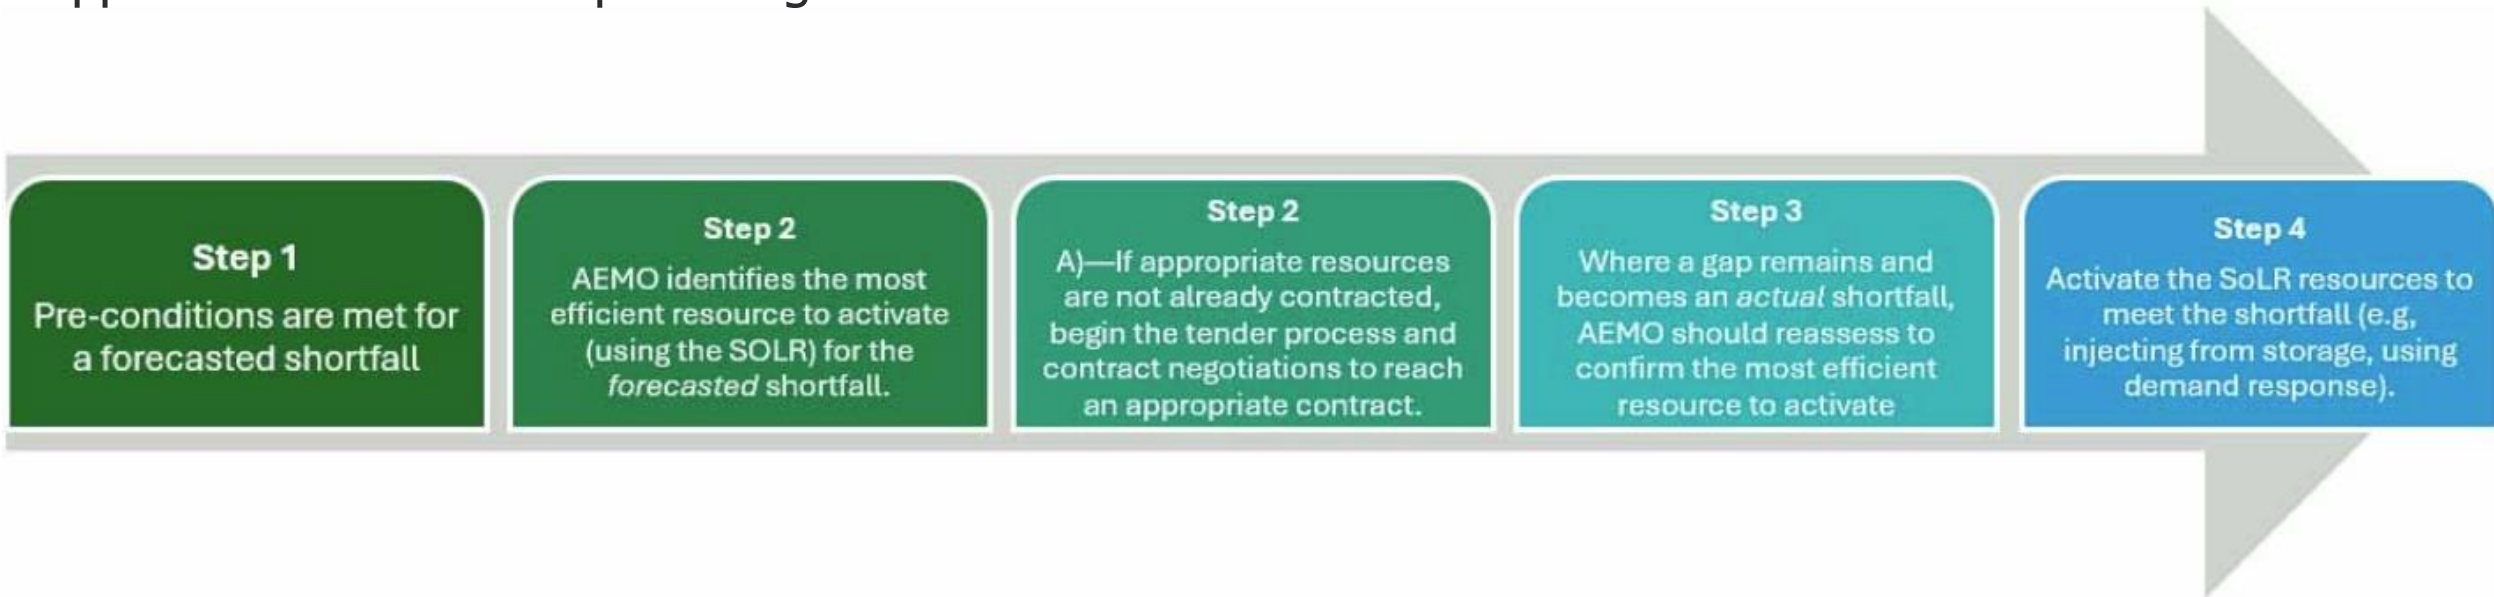 Step 1
Pre-conditions are met for
a forecasted shortfall
Step 2
AEMO identifies the most
efficient resource to activate
(using the SOLR) for the
forecasted shortfall.
Step 2
A)—If appropriate resources
are not already contracted,
begin the tender process and
contract negotiations to reach
an appropriate contract.
Step 3
Where a gap remains and
becomes an actual shortfall,
AEMO should reassess to
confirm the most efficient
resource to activate
Step 4
Activate the SoLR resources to
meet the shortfall (e.g,
injecting from storage, using
demand response).